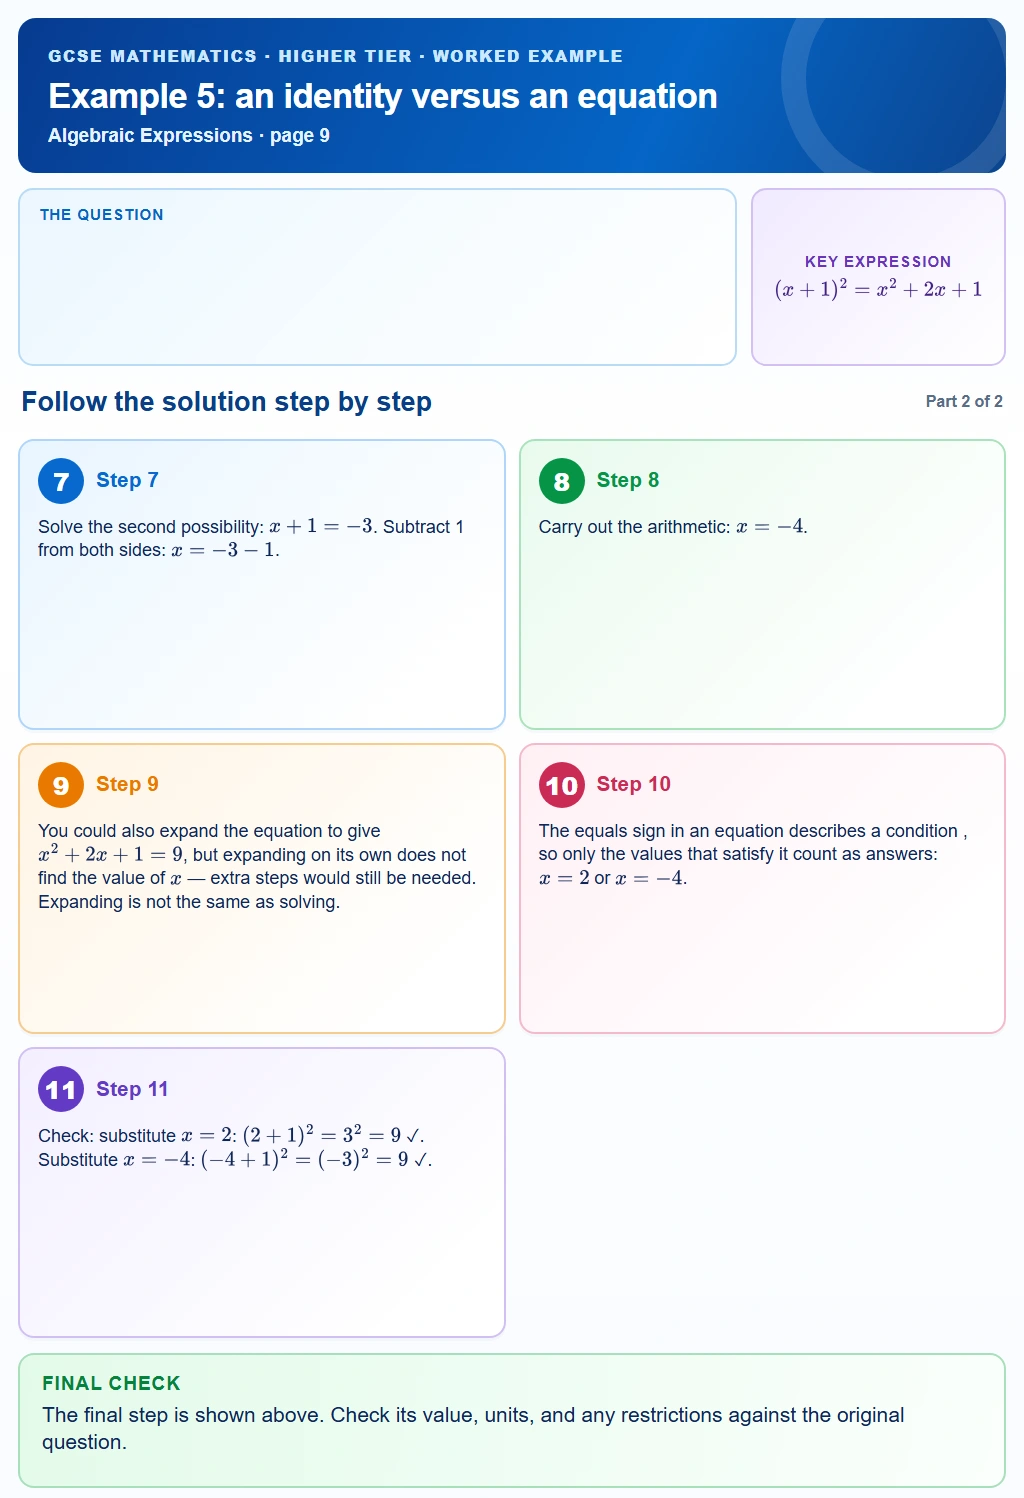 GCSE MATHEMATICS · HIGHER TIER · WORKED EXAMPLE
Example 5: an identity versus an equation
Algebraic Expressions · page 9
THE QUESTION
KEY EXPRESSION
(x + 1)² = x² + 2x + 1
Follow the solution step by step
Part 2 of 2
7 Step 7
Solve the second possibility: x + 1 = −3. Subtract 1
from both sides: x = −3 − 1.
8 Step 8
Carry out the arithmetic: x = −4.
9 Step 9
You could also expand the equation to give
x² + 2x + 1 = 9, but expanding on its own does not
find the value of x — extra steps would still be needed.
Expanding is not the same as solving.
10 Step 10
The equals sign in an equation describes a condition ,
so only the values that satisfy it count as answers:
x = 2 or x = −4.
11 Step 11
Check: substitute x = 2: (2 + 1)² = 3² = 9 ✓.
Substitute x = −4: (−4 + 1)² = (−3)² = 9 ✓.
FINAL CHECK
The final step is shown above. Check its value, units, and any restrictions against the original
question.